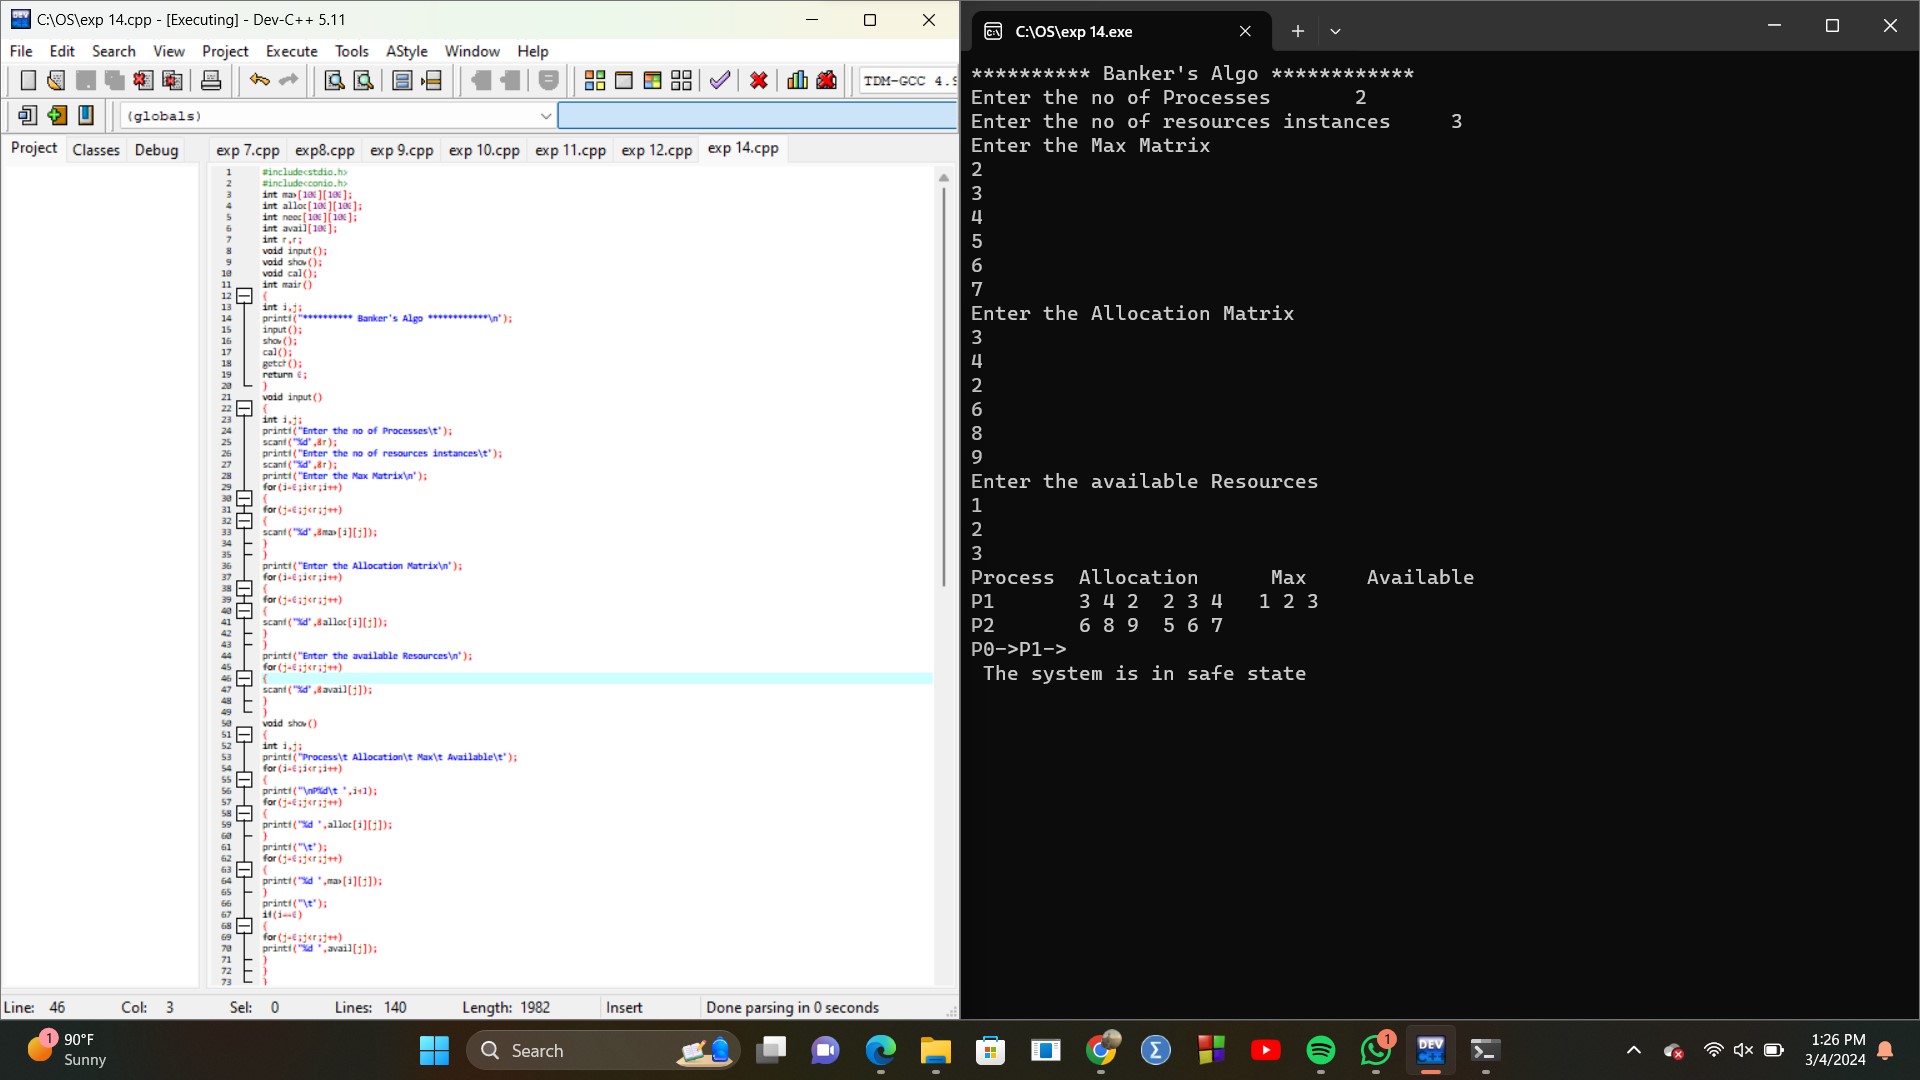 C:\OS\exp 14.cpp - [Executing] - Dev-C++ 5.11
File Edit Search View Project Execute Tools AStyle Window Help
TDM-GCC 4.9
(globals)
Project Classes Debug
exp 7.cpp exp8.cpp exp 9.cpp exp 10.cpp exp 11.cpp exp 12.cpp exp 14.cpp
1 #include<stdio.h>
2 #include<conio.h>
3 int max[100][100];
4 int alloc[100][100];
5 int need[100][100];
6 int avail[100];
7 int n,r;
8 void input();
9 void show();
10 void cal();
11 int main()
12 {
13 int i,j;
14 printf("********** Banker's Algo ************\n");
15 input();
16 show();
17 cal();
18 getch();
19 return 0;
20 }
21 void input()
22 {
23 int i,j;
24 printf("Enter the no of Processes\t");
25 scanf("%d",&n);
26 printf("Enter the no of resources instances\t");
27 scanf("%d",&r);
28 printf("Enter the Max Matrix\n");
29 for(i=0;i<n;i++)
30 {
31 for(j=0;j<r;j++)
32 {
33 scanf("%d",&max[i][j]);
34 }
35 }
36 printf("Enter the Allocation Matrix\n");
37 for(i=0;i<n;i++)
38 {
39 for(j=0;j<r;j++)
40 {
41 scanf("%d",&alloc[i][j]);
42 }
43 }
44 printf("Enter the available Resources\n");
45 for(j=0;j<r;j++)
46 {
47 scanf("%d",&avail[j]);
48 }
49 }
50 void show()
51 {
52 int i,j;
53 printf("Process\t Allocation\t Max\t Available\t");
54 for(i=0;i<n;i++)
55 {
56 printf("\nP%d\t ",i+1);
57 for(j=0;j<r;j++)
58 {
59 printf("%d ",alloc[i][j]);
60 }
61 printf("\t");
62 for(j=0;j<r;j++)
63 {
64 printf("%d ",max[i][j]);
65 }
66 printf("\t");
67 if(i==0)
68 {
69 for(j=0;j<r;j++)
70 printf("%d ",avail[j]);
71 }
72 }
73 }
Line: 46 Col: 3 Sel: 0 Lines: 140 Length: 1982 Insert Done parsing in 0 seconds
C:\OS\exp 14.exe
********** Banker's Algo ************
Enter the no of Processes 2
Enter the no of resources instances 3
Enter the Max Matrix
2
3
4
5
6
7
Enter the Allocation Matrix
3
4
2
6
8
9
Enter the available Resources
1
2
3
Process Allocation Max Available
P1 3 4 2 2 3 4 1 2 3
P2 6 8 9 5 6 7
P0->P1->
The system is in safe state
1
90°F
Sunny
Search
1
DEV
1:26 PM
3/4/2024